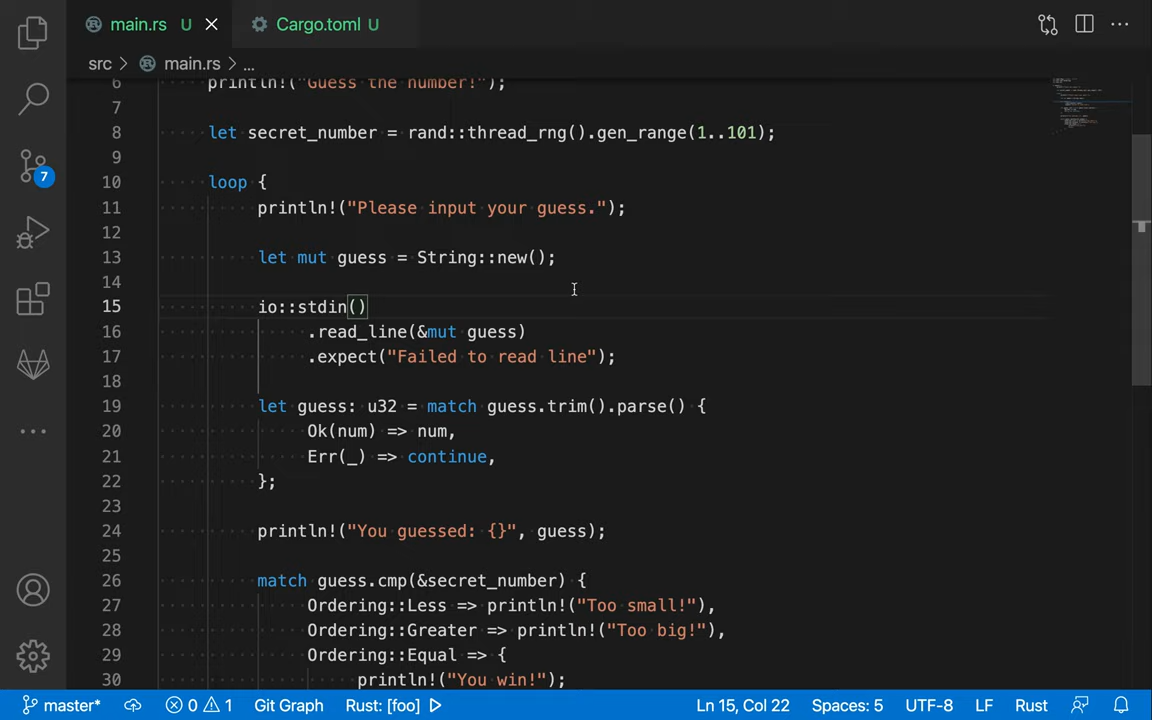 main.rs U Cargo.toml U
src > main.rs > ...
6 println!("Guess the number!");
7
8 let secret_number = rand::thread_rng().gen_range(1..101);
9
10 loop {
11 println!("Please input your guess.");
12
13 let mut guess = String::new();
14
15 io::stdin()
16 .read_line(&mut guess)
17 .expect("Failed to read line");
18
19 let guess: u32 = match guess.trim().parse() {
20 Ok(num) => num,
21 Err(_) => continue,
22 };
23
24 println!("You guessed: {}", guess);
25
26 match guess.cmp(&secret_number) {
27 Ordering::Less => println!("Too small!"),
28 Ordering::Greater => println!("Too big!"),
29 Ordering::Equal => {
30 println!("You win!");
7
master* 0 1 Git Graph Rust: [foo] Ln 15, Col 22 Spaces: 5 UTF-8 LF Rust